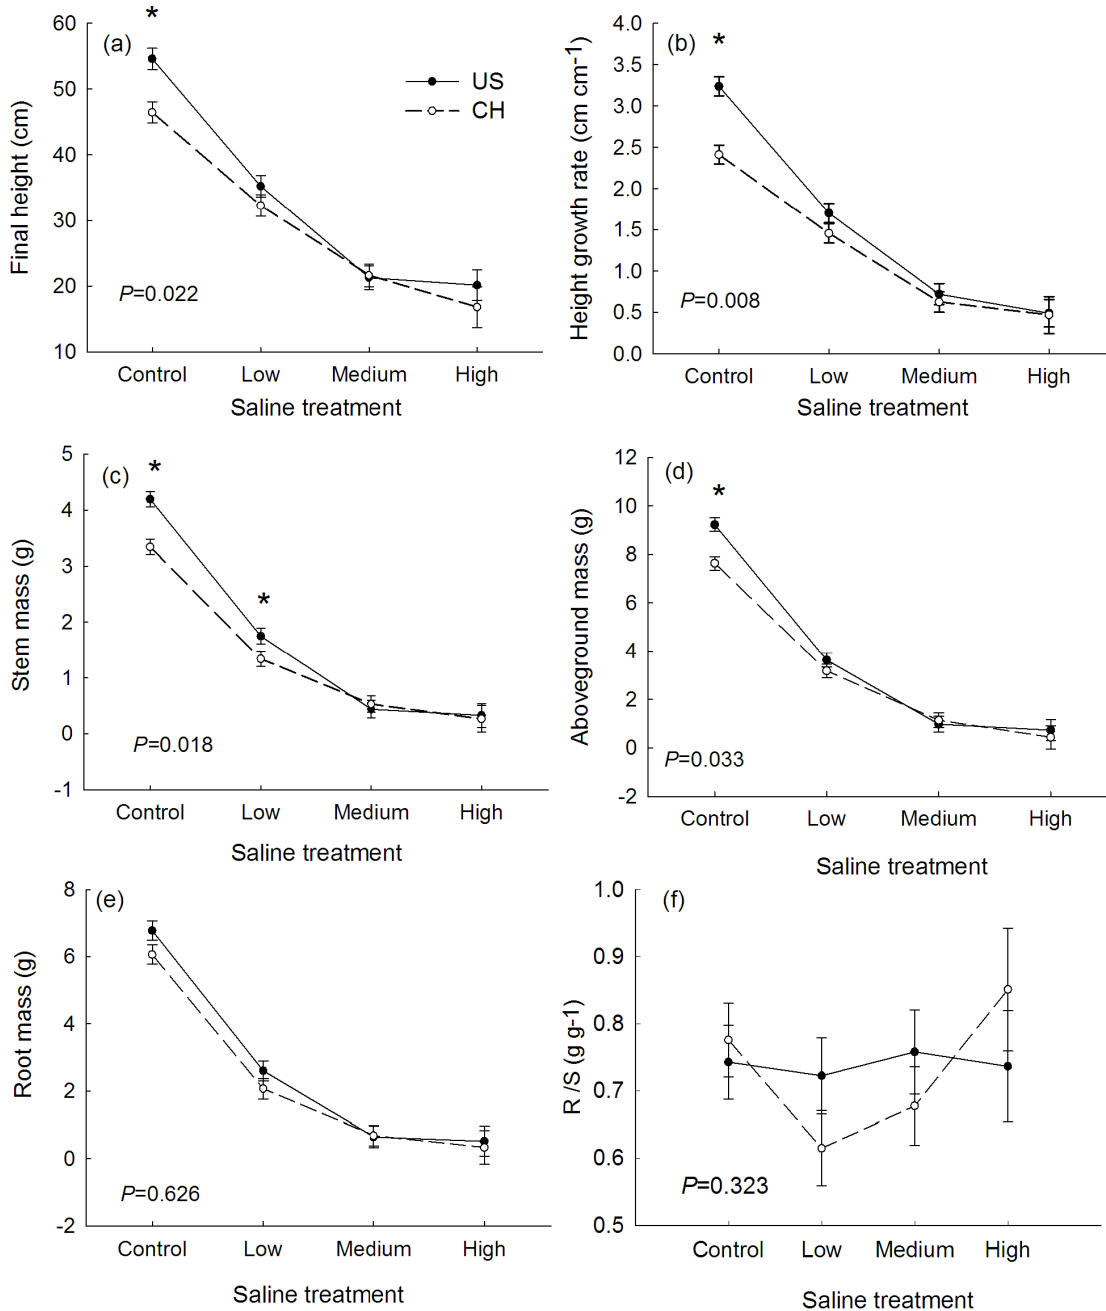 (a)
*
60
50
40
30
20
10
Final height (cm)
US
CH
P=0.022
Control Low Medium High
Saline treatment
(b)
*
4.0
3.5
3.0
2.5
2.0
1.5
1.0
0.5
0.0
Height growth rate (cm cm-1)
P=0.008
Control Low Medium High
Saline treatment
(c)
*
*
5
4
3
2
1
0
-1
Stem mass (g)
P=0.018
Control Low Medium High
Saline treatment
(d)
*
12
10
8
6
4
2
0
-2
Aboveground mass (g)
P=0.033
Control Low Medium High
Saline treatment
(e)
8
6
4
2
0
-2
Root mass (g)
P=0.626
Control Low Medium High
Saline treatment
(f)
1.0
0.9
0.8
0.7
0.6
0.5
R /S (g g-1)
P=0.323
Control Low Medium High
Saline treatment